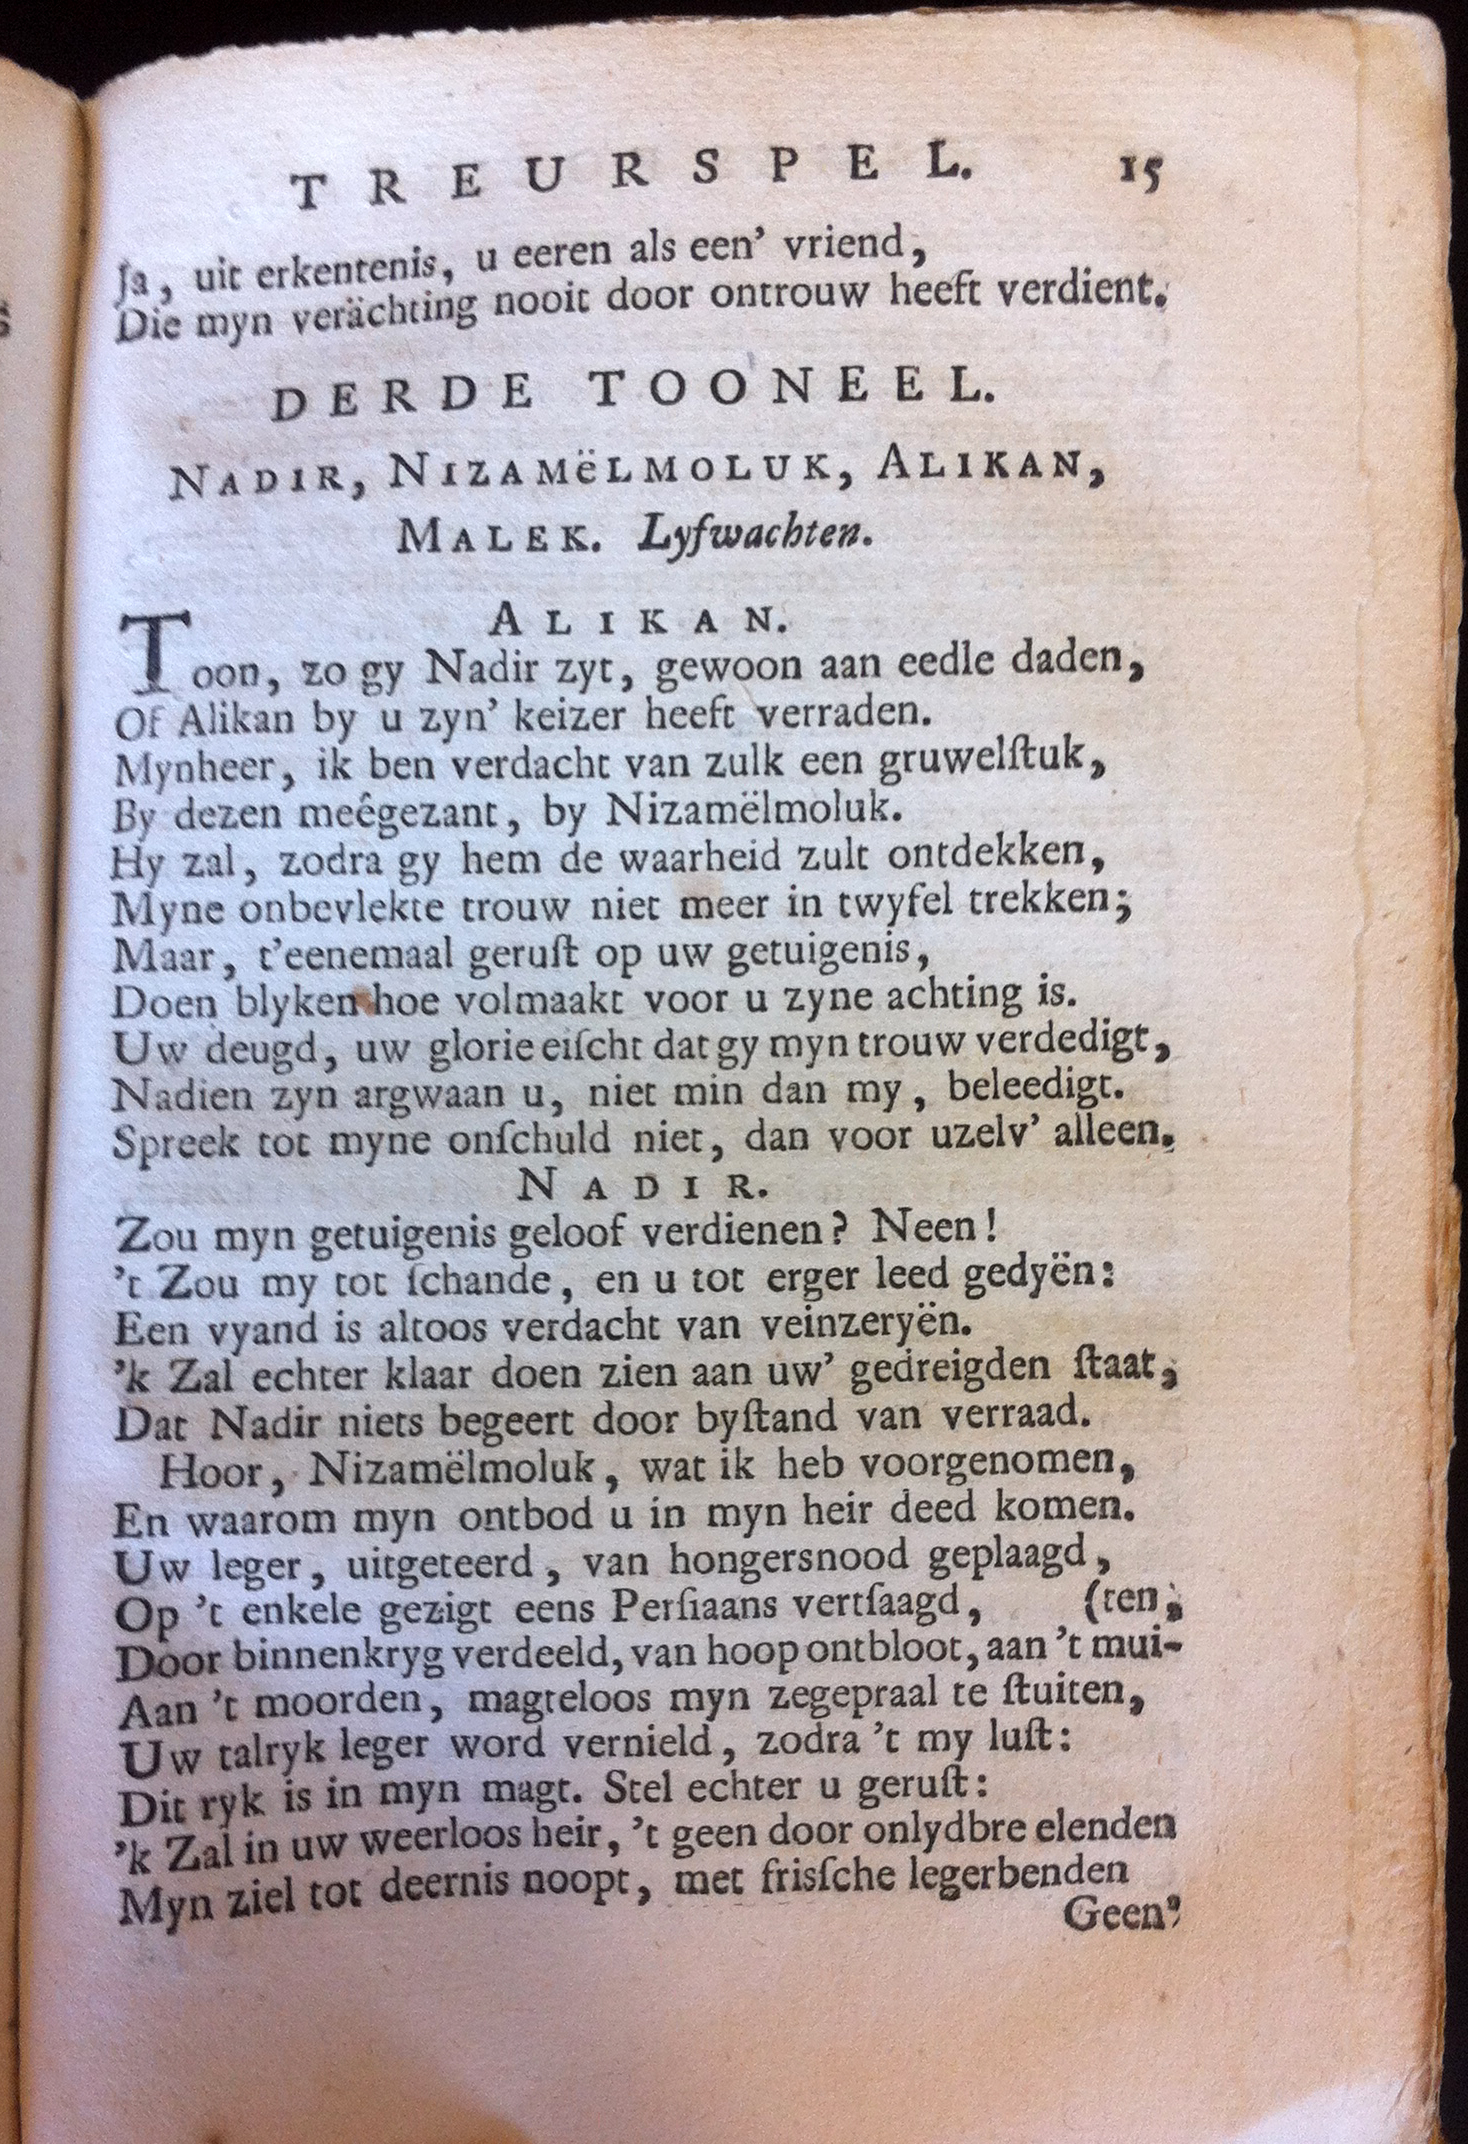 TREURSPEL. 15
Ja, uit erkentenis, u eeren als een' vriend,
Die myn veràchting nooit door ontrouw heeft verdient.
DERDE TOONEEL.
NADIR, NIZAMëLMOLUK, ALIKAN,
MALEK. Lyfwachten.
ALIKAN.
Toon, zo gy Nadir zyt, gewoon aan eedle daden,
Of Alikan by u zyn' keizer heeft verraden.
Mynheer, ik ben verdacht van zulk een gruwelſtuk,
By dezen meêgezant, by Nizamëlmoluk.
Hy zal, zodra gy hem de waarheid zult ontdekken,
Myne onbevlekte trouw niet meer in twyfel trekken;
Maar, t'eenemaal geruſt op uw getuigenis,
Doen blyken hoe volmaakt voor u zyne achting is.
Uw deugd, uw glorie eiſcht dat gy myn trouw verdedigt,
Nadien zyn argwaan u, niet min dan my, beleedigt.
Spreek tot myne onſchuld niet, dan voor uzelv' alleen.
NADIR.
Zou myn getuigenis geloof verdienen? Neen!
't Zou my tot ſchande, en u tot erger leed gedyën:
Een vyand is altoos verdacht van veinzeryën.
'k Zal echter klaar doen zien aan uw' gedreigden ſtaat,
Dat Nadir niets begeert door byſtand van verraad.
Hoor, Nizamëlmoluk, wat ik heb voorgenomen,
En waarom myn ontbod u in myn heir deed komen.
Uw leger, uitgeteerd, van hongersnood geplaagd,
Op 't enkele gezigt eens Perſiaans vertſaagd, (ten,
Door binnenkryg verdeeld, van hoop ontbloot, aan 't mui-
Aan 't moorden, magteloos myn zegepraal te ſtuiten,
Uw talryk leger word vernield, zodra 't my luſt:
Dit ryk is in myn magt. Stel echter u geruſt:
'k Zal in uw weerloos heir, 't geen door onlydbre elenden
Myn ziel tot deernis noopt, met frisſche legerbenden
Geen'